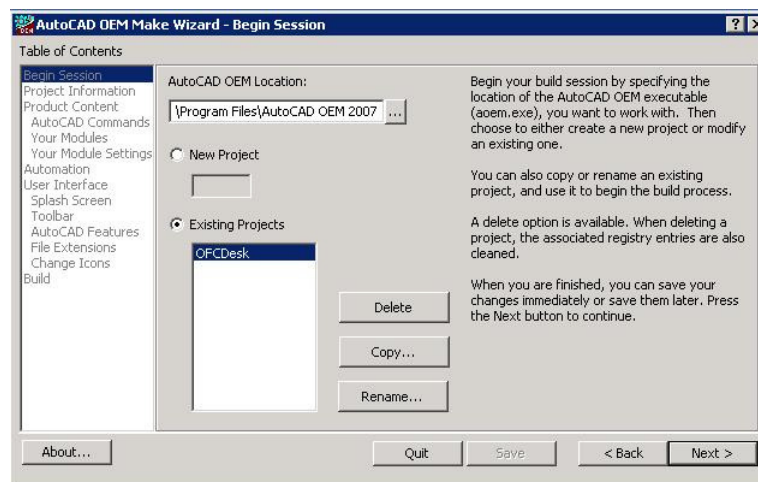 AutoCAD OEM Make Wizard - Begin Session
Table of Contents
Begin Session
Project Information
Product Content
AutoCAD Commands
Your Modules
Your Module Settings
Automation
User Interface
Splash Screen
Toolbar
AutoCAD Features
File Extensions
Change Icons
Build
AutoCAD OEM Location:
\Program Files\AutoCAD OEM 2007
...
New Project
Existing Projects
OFCDesk
Delete
Copy...
Rename...
Begin your build session by specifying the
location of the AutoCAD OEM executable
(aoem.exe), you want to work with. Then
choose to either create a new project or modify
an existing one.
You can also copy or rename an existing
project, and use it to begin the build process.
A delete option is available. When deleting a
project, the associated registry entries are also
cleaned.
When you are finished, you can save your
changes immediately or save them later. Press
the Next button to continue.
About...
Quit
Save
< Back
Next >